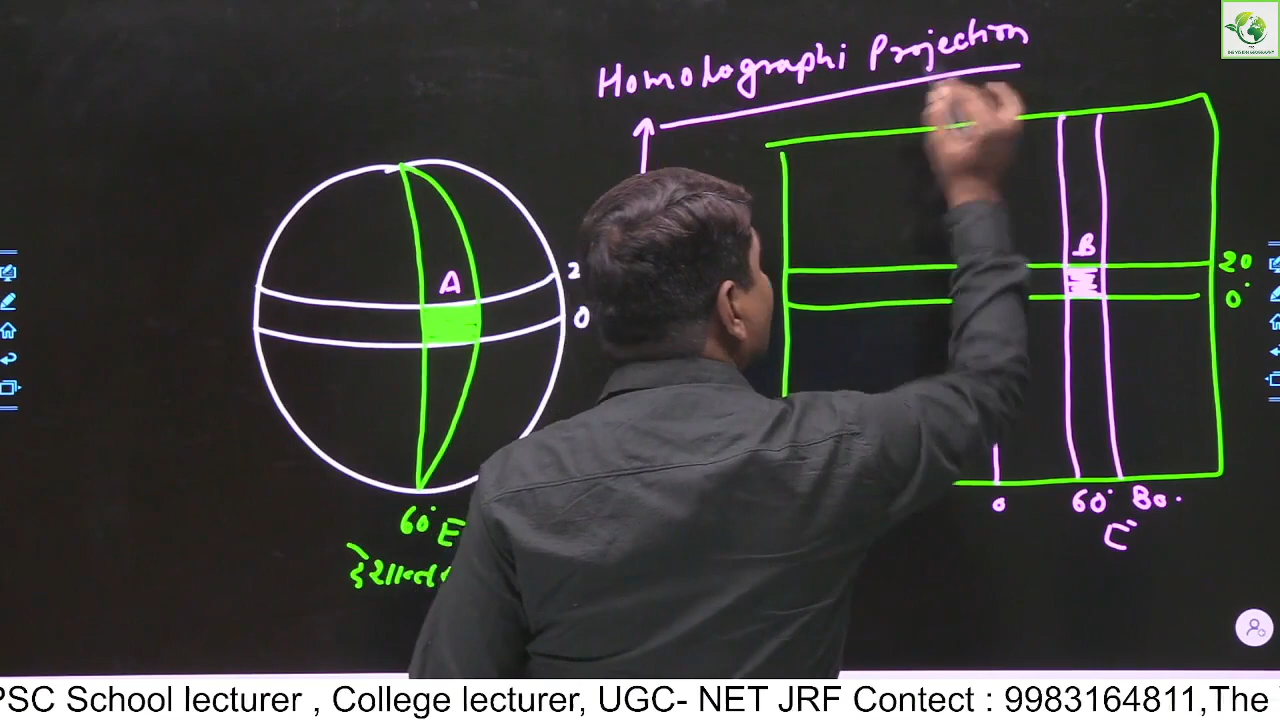 Homolographi Projection
A
2
0
B
20
0°
0 60° 80°
E
60° E
PSC School lecturer , College lecturer, UGC- NET JRF Contect : 9983164811,The